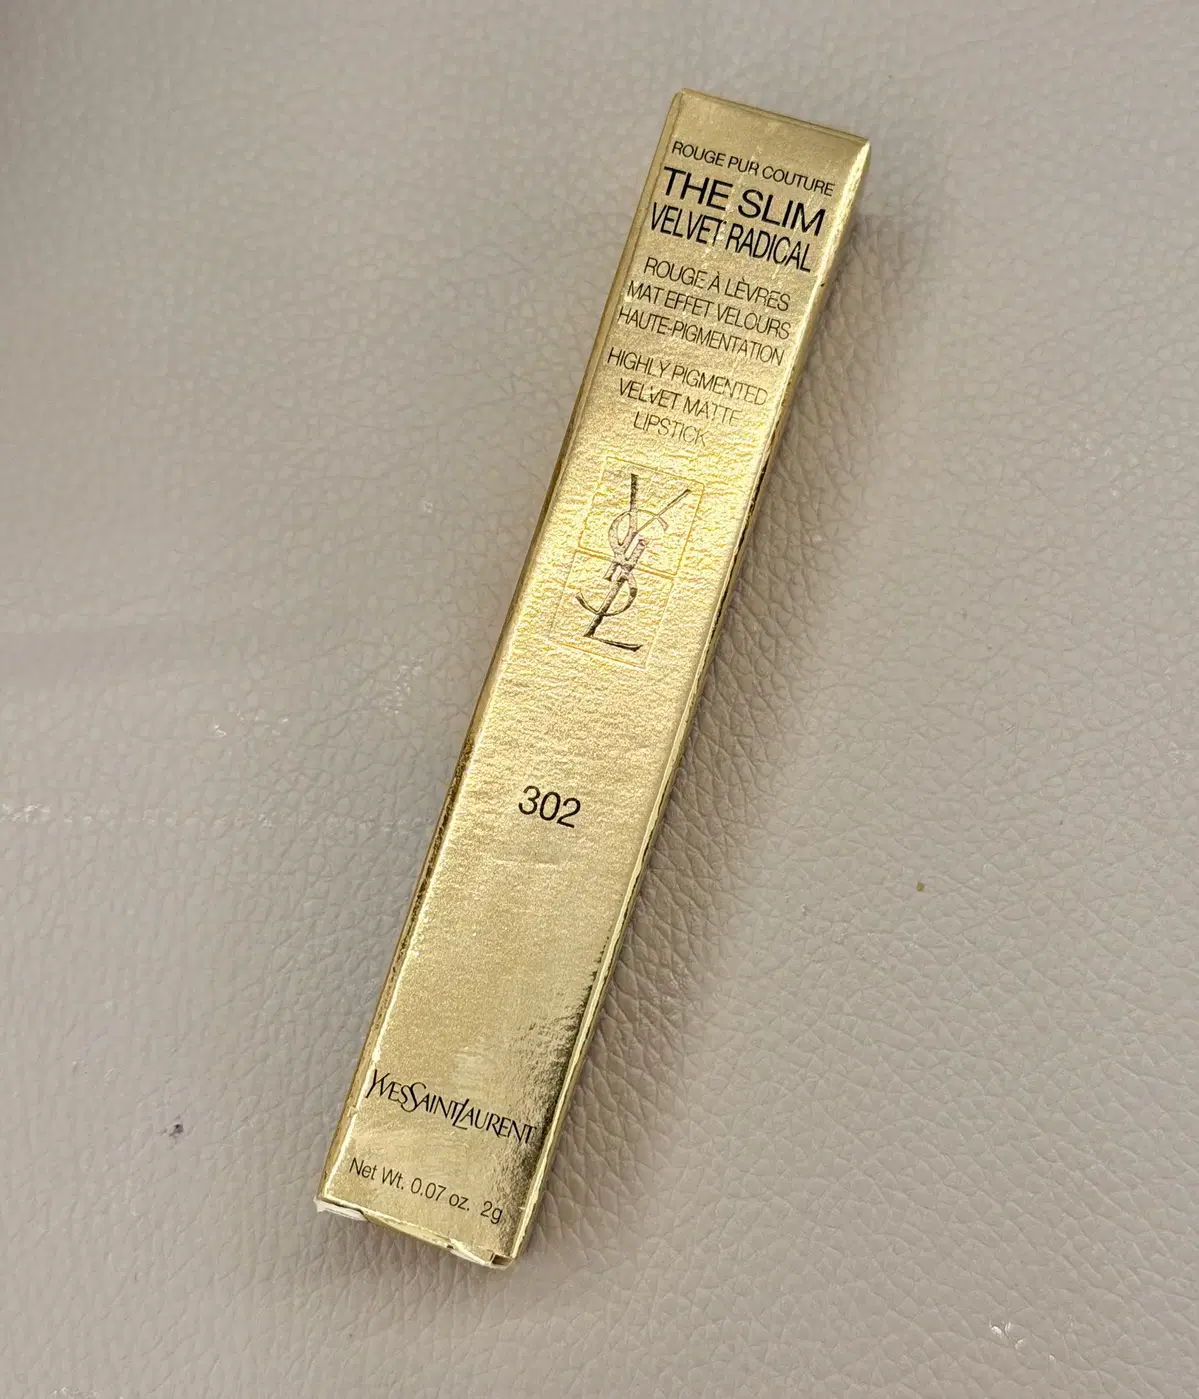 ROUGE PUR COUTURE
THE SLIM
VELVET RADICAL
ROUGE À LÈVRES
MAT EFFET VELOURS
HAUTE-PIGMENTATION
HIGHLY PIGMENTED
VELVET MATTE
LIPSTICK
YSL
302
YVESSAINTLAURENT
Net Wt. 0.07 oz. 2g